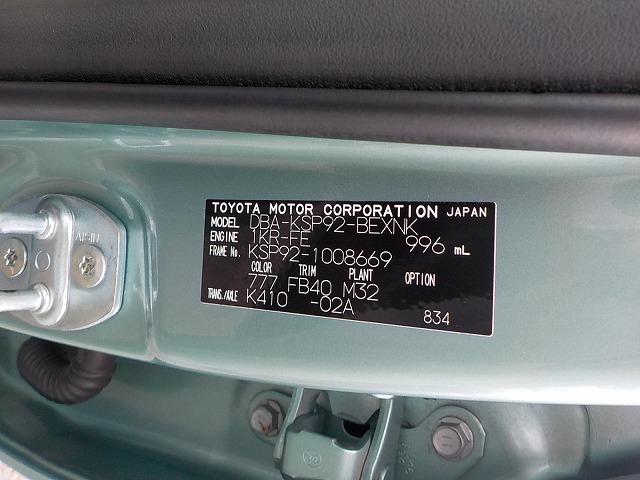 TOYOTA MOTOR CORPORATION JAPAN
MODEL DBA-KSP92-BEXNK
ENGINE 1KR-FE 996 mL
FRAME No. KSP92-1008669
COLOR TRIM PLANT OPTION
777 FB40 M32
TRANS./AXLE K410 -02A
834
AISIN